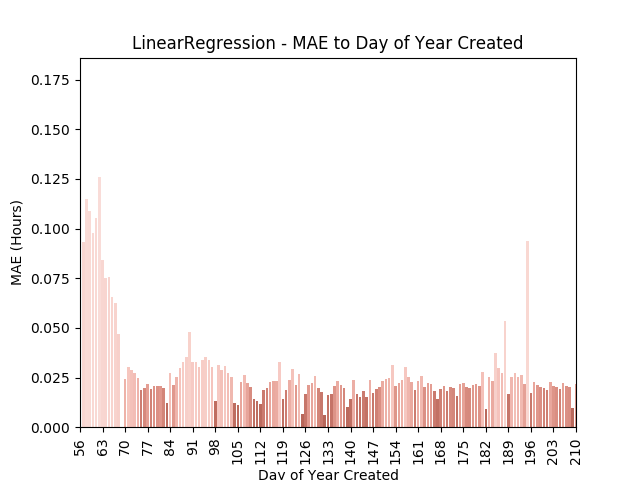 LinearRegression - MAE to Day of Year Created
0.175
0.150
0.125
0.100
0.075
0.050
0.025
0.000
MAE (Hours)
56 63 70 77 84 91 98 105 112 119 126 133 140 147 154 161 168 175 182 189 196 203 210
Day of Year Created